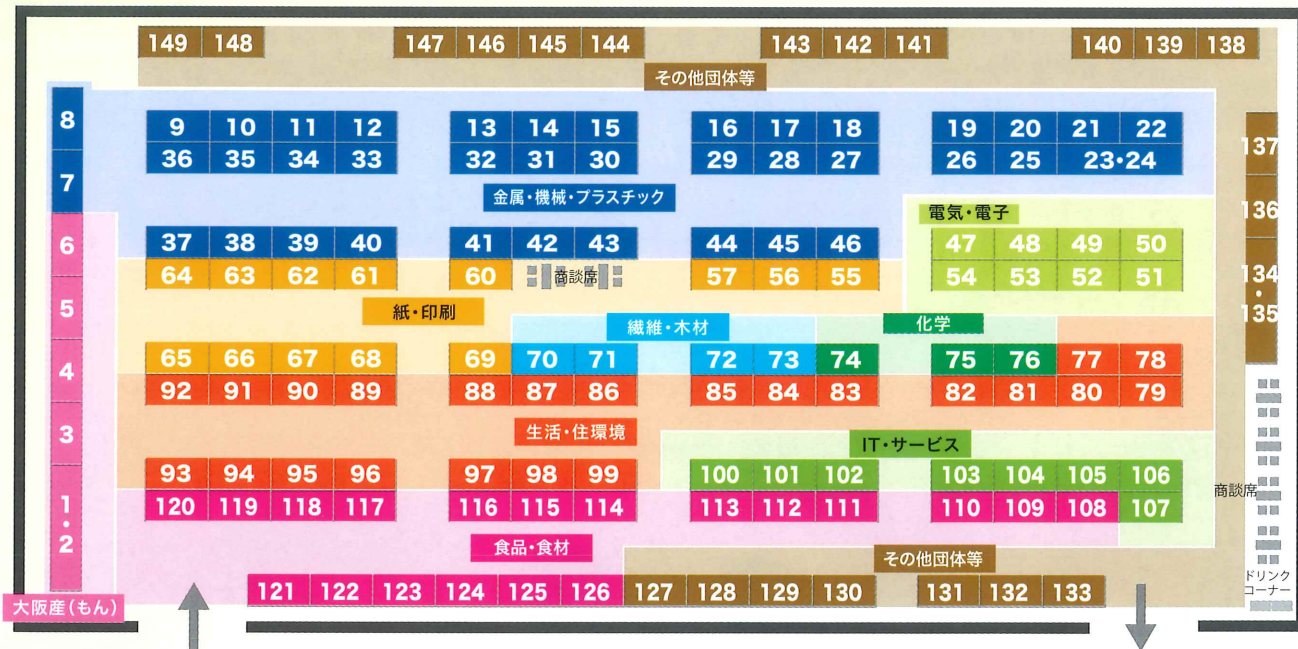 149 148 147 146 145 144 143 142 141 140 139 138
その他団体等
8 9 10 11 12 13 14 15 16 17 18 19 20 21 22
36 35 34 33 32 31 30 29 28 27 26 25 23・24 137
7 金属・機械・プラスチック
電気・電子 136
6 37 38 39 40 41 42 43 44 45 46 47 48 49 50
64 63 62 61 60 商談席 57 56 55 54 53 52 51 134・135
5 紙・印刷 繊維・木材 化学
4 65 66 67 68 69 70 71 72 73 74 75 76 77 78
92 91 90 89 88 87 86 85 84 83 82 81 80 79
3 生活・住環境 IT・サービス
93 94 95 96 97 98 99 100 101 102 103 104 105 106
商談席
1・2 120 119 118 117 116 115 114 113 112 111 110 109 108 107
食品・食材 その他団体等
121 122 123 124 125 126 127 128 129 130 131 132 133
ドリンク
コーナー
大阪産(もん)